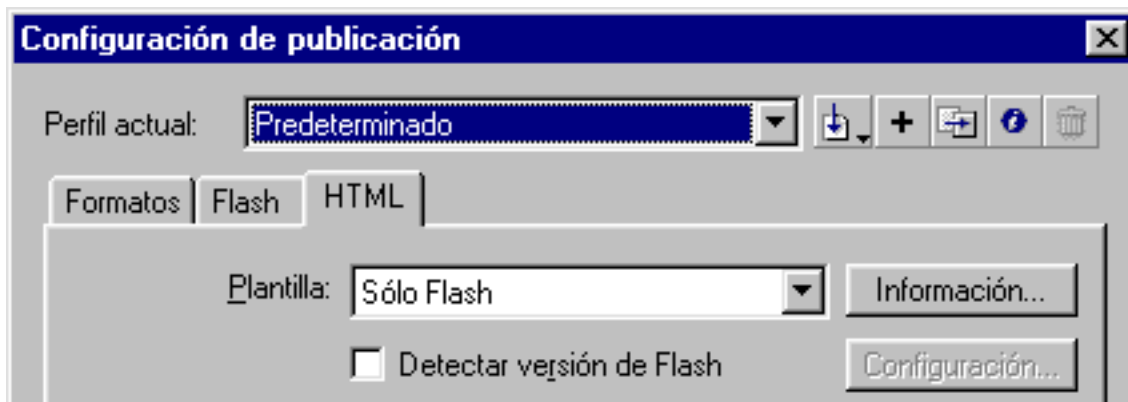 Configuración de publicación
Perfil actual: Predeterminado
Formatos Flash HTML
Plantilla: Sólo Flash Información...
Detectar versión de Flash Configuración...